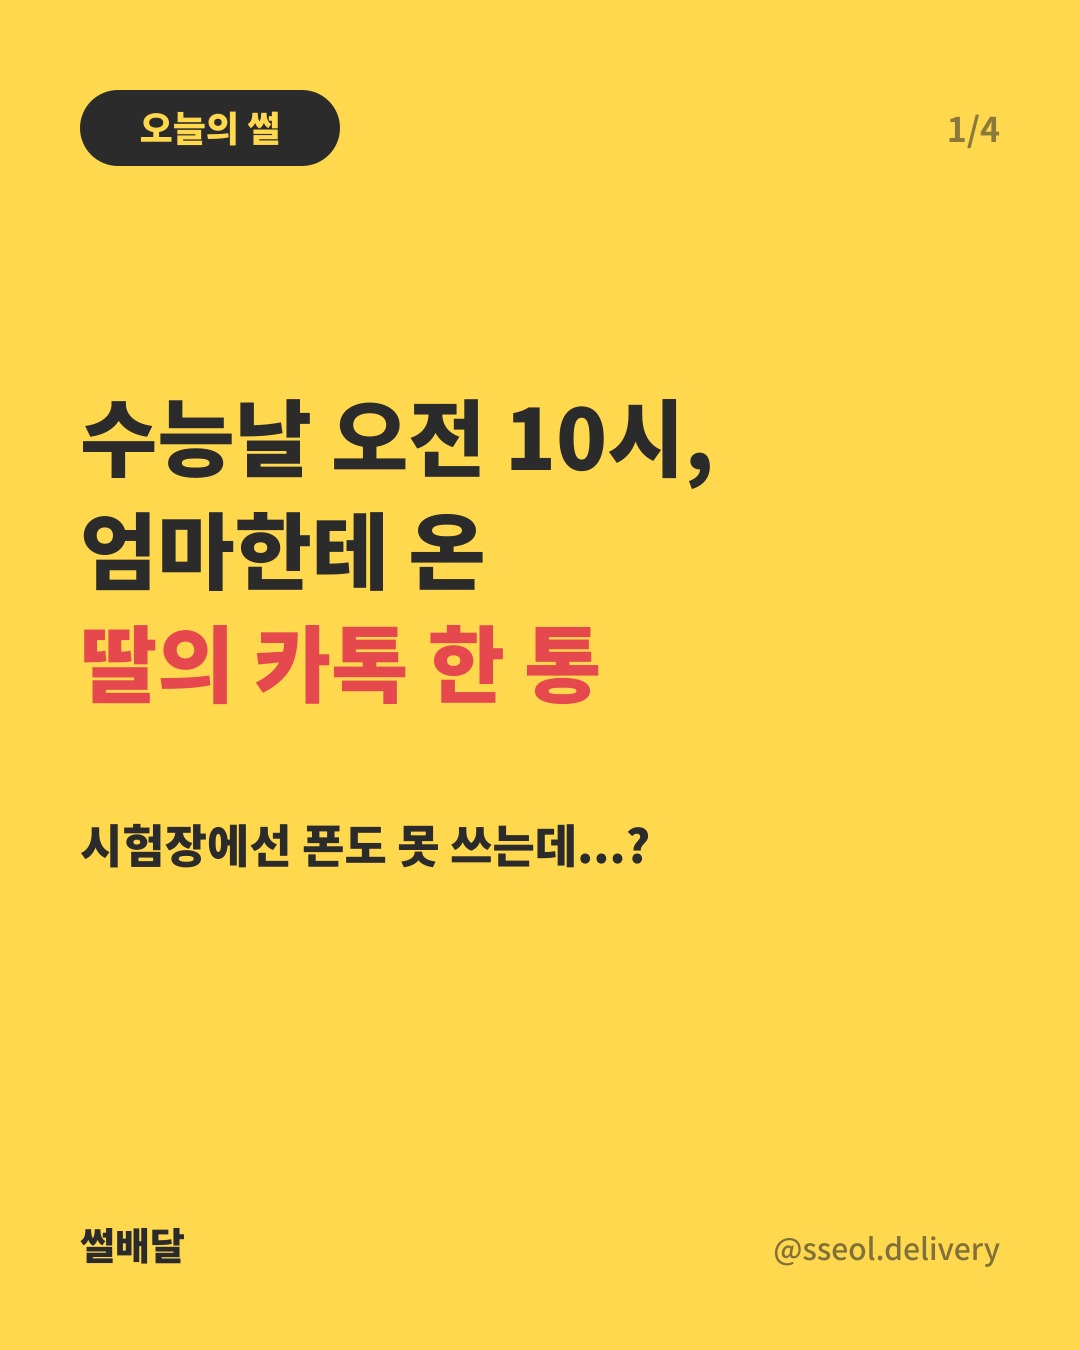 오늘의 썰
1/4
수능날 오전 10시,
엄마한테 온
딸의 카톡 한 통
시험장에선 폰도 못 쓰는데...?
썰배달
@sseol.delivery